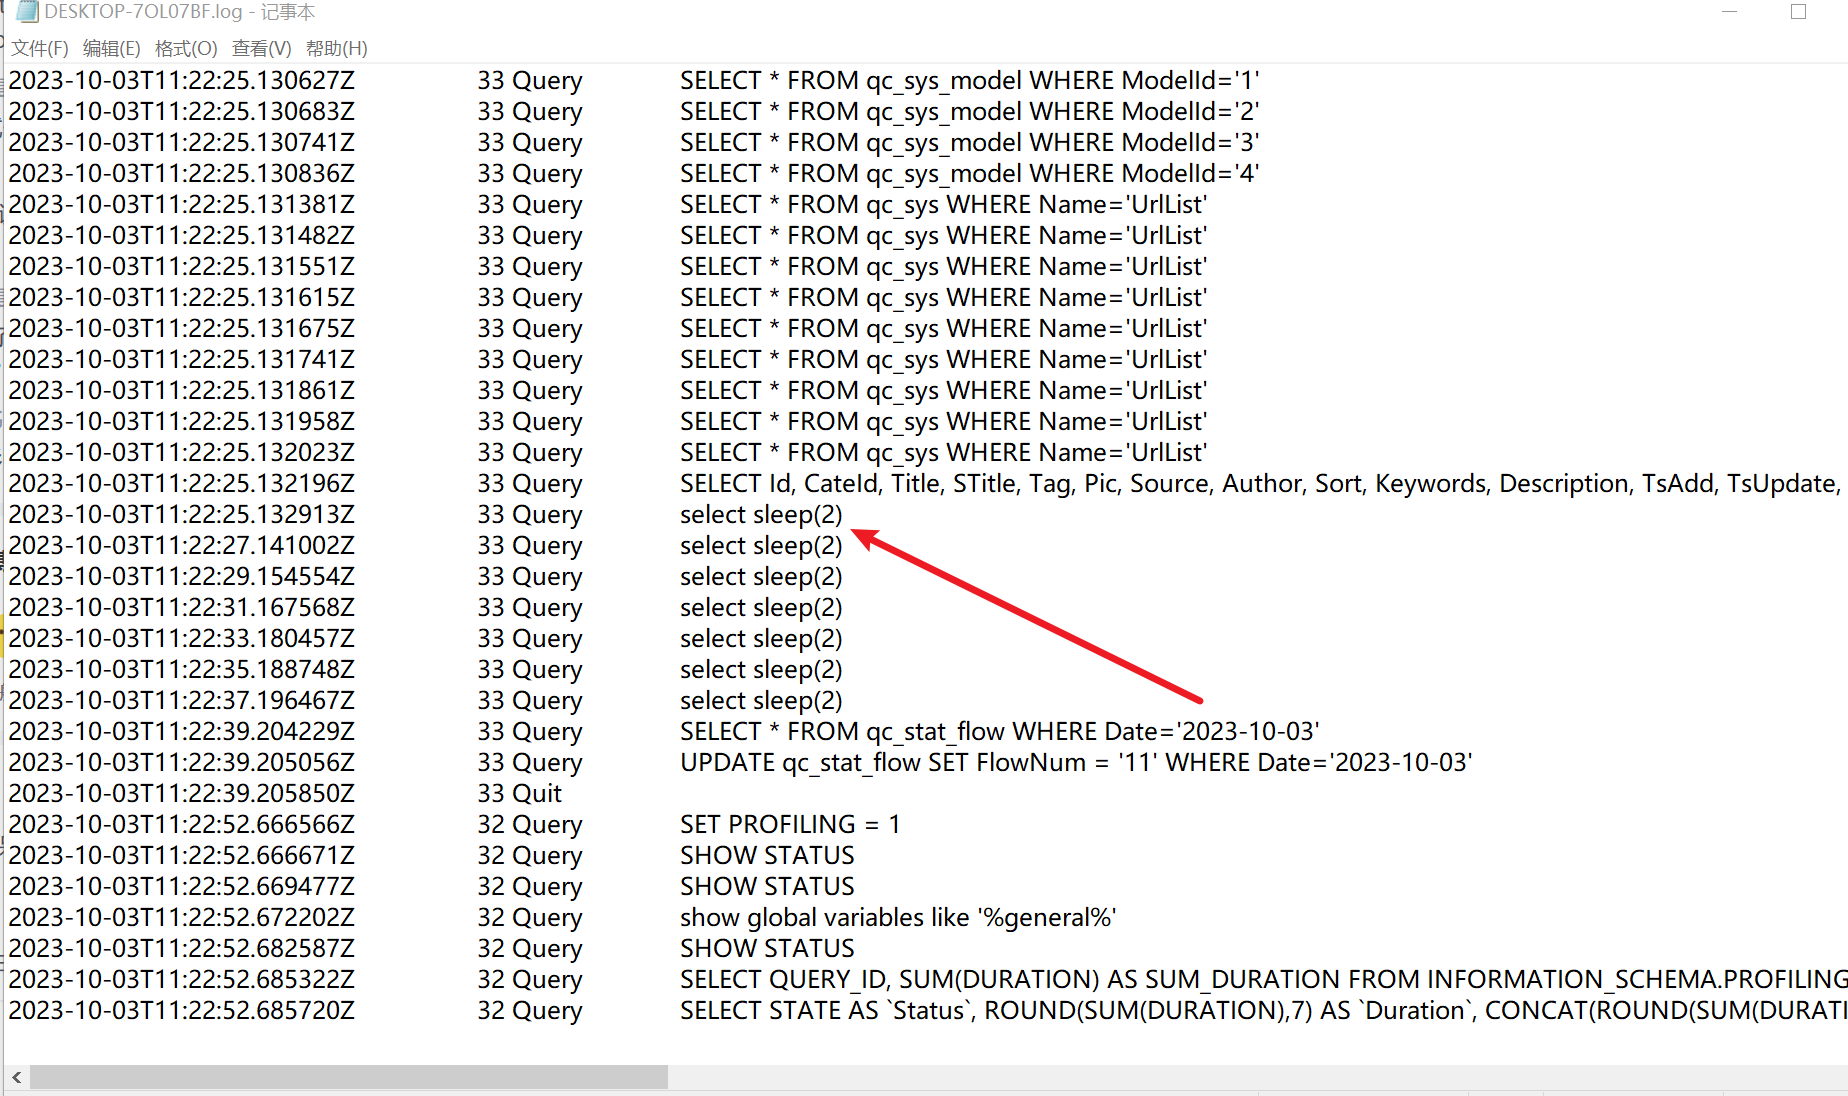 DESKTOP-7OL07BF.log - 记事本
文件(F) 编辑(E) 格式(O) 查看(V) 帮助(H)
2023-10-03T11:22:25.130627Z 33 Query SELECT * FROM qc_sys_model WHERE ModelId='1'
2023-10-03T11:22:25.130683Z 33 Query SELECT * FROM qc_sys_model WHERE ModelId='2'
2023-10-03T11:22:25.130741Z 33 Query SELECT * FROM qc_sys_model WHERE ModelId='3'
2023-10-03T11:22:25.130836Z 33 Query SELECT * FROM qc_sys_model WHERE ModelId='4'
2023-10-03T11:22:25.131381Z 33 Query SELECT * FROM qc_sys WHERE Name='UrlList'
2023-10-03T11:22:25.131482Z 33 Query SELECT * FROM qc_sys WHERE Name='UrlList'
2023-10-03T11:22:25.131551Z 33 Query SELECT * FROM qc_sys WHERE Name='UrlList'
2023-10-03T11:22:25.131615Z 33 Query SELECT * FROM qc_sys WHERE Name='UrlList'
2023-10-03T11:22:25.131675Z 33 Query SELECT * FROM qc_sys WHERE Name='UrlList'
2023-10-03T11:22:25.131741Z 33 Query SELECT * FROM qc_sys WHERE Name='UrlList'
2023-10-03T11:22:25.131861Z 33 Query SELECT * FROM qc_sys WHERE Name='UrlList'
2023-10-03T11:22:25.131958Z 33 Query SELECT * FROM qc_sys WHERE Name='UrlList'
2023-10-03T11:22:25.132023Z 33 Query SELECT * FROM qc_sys WHERE Name='UrlList'
2023-10-03T11:22:25.132196Z 33 Query SELECT Id, CateId, Title, STitle, Tag, Pic, Source, Author, Sort, Keywords, Description, TsAdd, TsUpdate,
2023-10-03T11:22:25.132913Z 33 Query select sleep(2)
2023-10-03T11:22:27.141002Z 33 Query select sleep(2)
2023-10-03T11:22:29.154554Z 33 Query select sleep(2)
2023-10-03T11:22:31.167568Z 33 Query select sleep(2)
2023-10-03T11:22:33.180457Z 33 Query select sleep(2)
2023-10-03T11:22:35.188748Z 33 Query select sleep(2)
2023-10-03T11:22:37.196467Z 33 Query select sleep(2)
2023-10-03T11:22:39.204229Z 33 Query SELECT * FROM qc_stat_flow WHERE Date='2023-10-03'
2023-10-03T11:22:39.205056Z 33 Query UPDATE qc_stat_flow SET FlowNum = '11' WHERE Date='2023-10-03'
2023-10-03T11:22:39.205850Z 33 Quit
2023-10-03T11:22:52.666566Z 32 Query SET PROFILING = 1
2023-10-03T11:22:52.666671Z 32 Query SHOW STATUS
2023-10-03T11:22:52.669477Z 32 Query SHOW STATUS
2023-10-03T11:22:52.672202Z 32 Query show global variables like '%general%'
2023-10-03T11:22:52.682587Z 32 Query SHOW STATUS
2023-10-03T11:22:52.685322Z 32 Query SELECT QUERY_ID, SUM(DURATION) AS SUM_DURATION FROM INFORMATION_SCHEMA.PROFILING
2023-10-03T11:22:52.685720Z 32 Query SELECT STATE AS `Status`, ROUND(SUM(DURATION),7) AS `Duration`, CONCAT(ROUND(SUM(DURATI